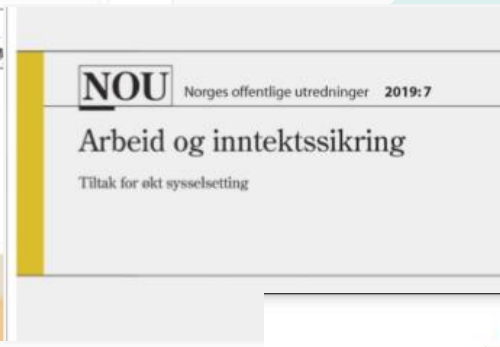 NOU Norges offentlige utredninger 2019:7
Arbeid og inntektssikring
Tiltak for økt sysselsetting